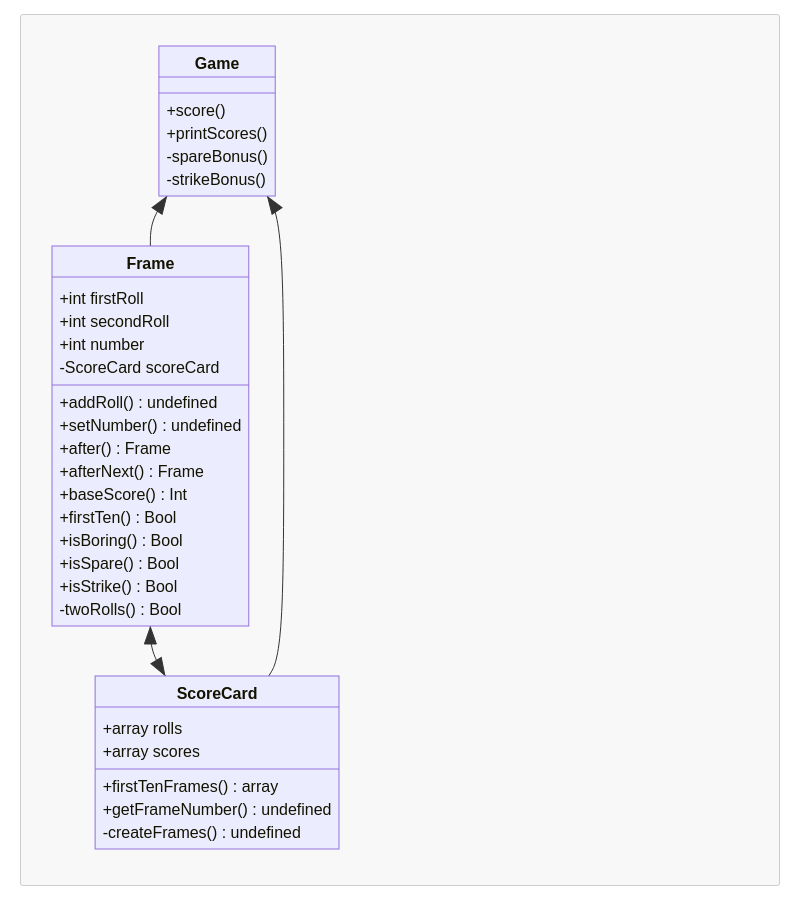 Game
+score()
+printScores()
-spareBonus()
-strikeBonus()
Frame
+int firstRoll
+int secondRoll
+int number
-ScoreCard scoreCard
+addRoll() : undefined
+setNumber() : undefined
+after() : Frame
+afterNext() : Frame
+baseScore() : Int
+firstTen() : Bool
+isBoring() : Bool
+isSpare() : Bool
+isStrike() : Bool
-twoRolls() : Bool
ScoreCard
+array rolls
+array scores
+firstTenFrames() : array
+getFrameNumber() : undefined
-createFrames() : undefined